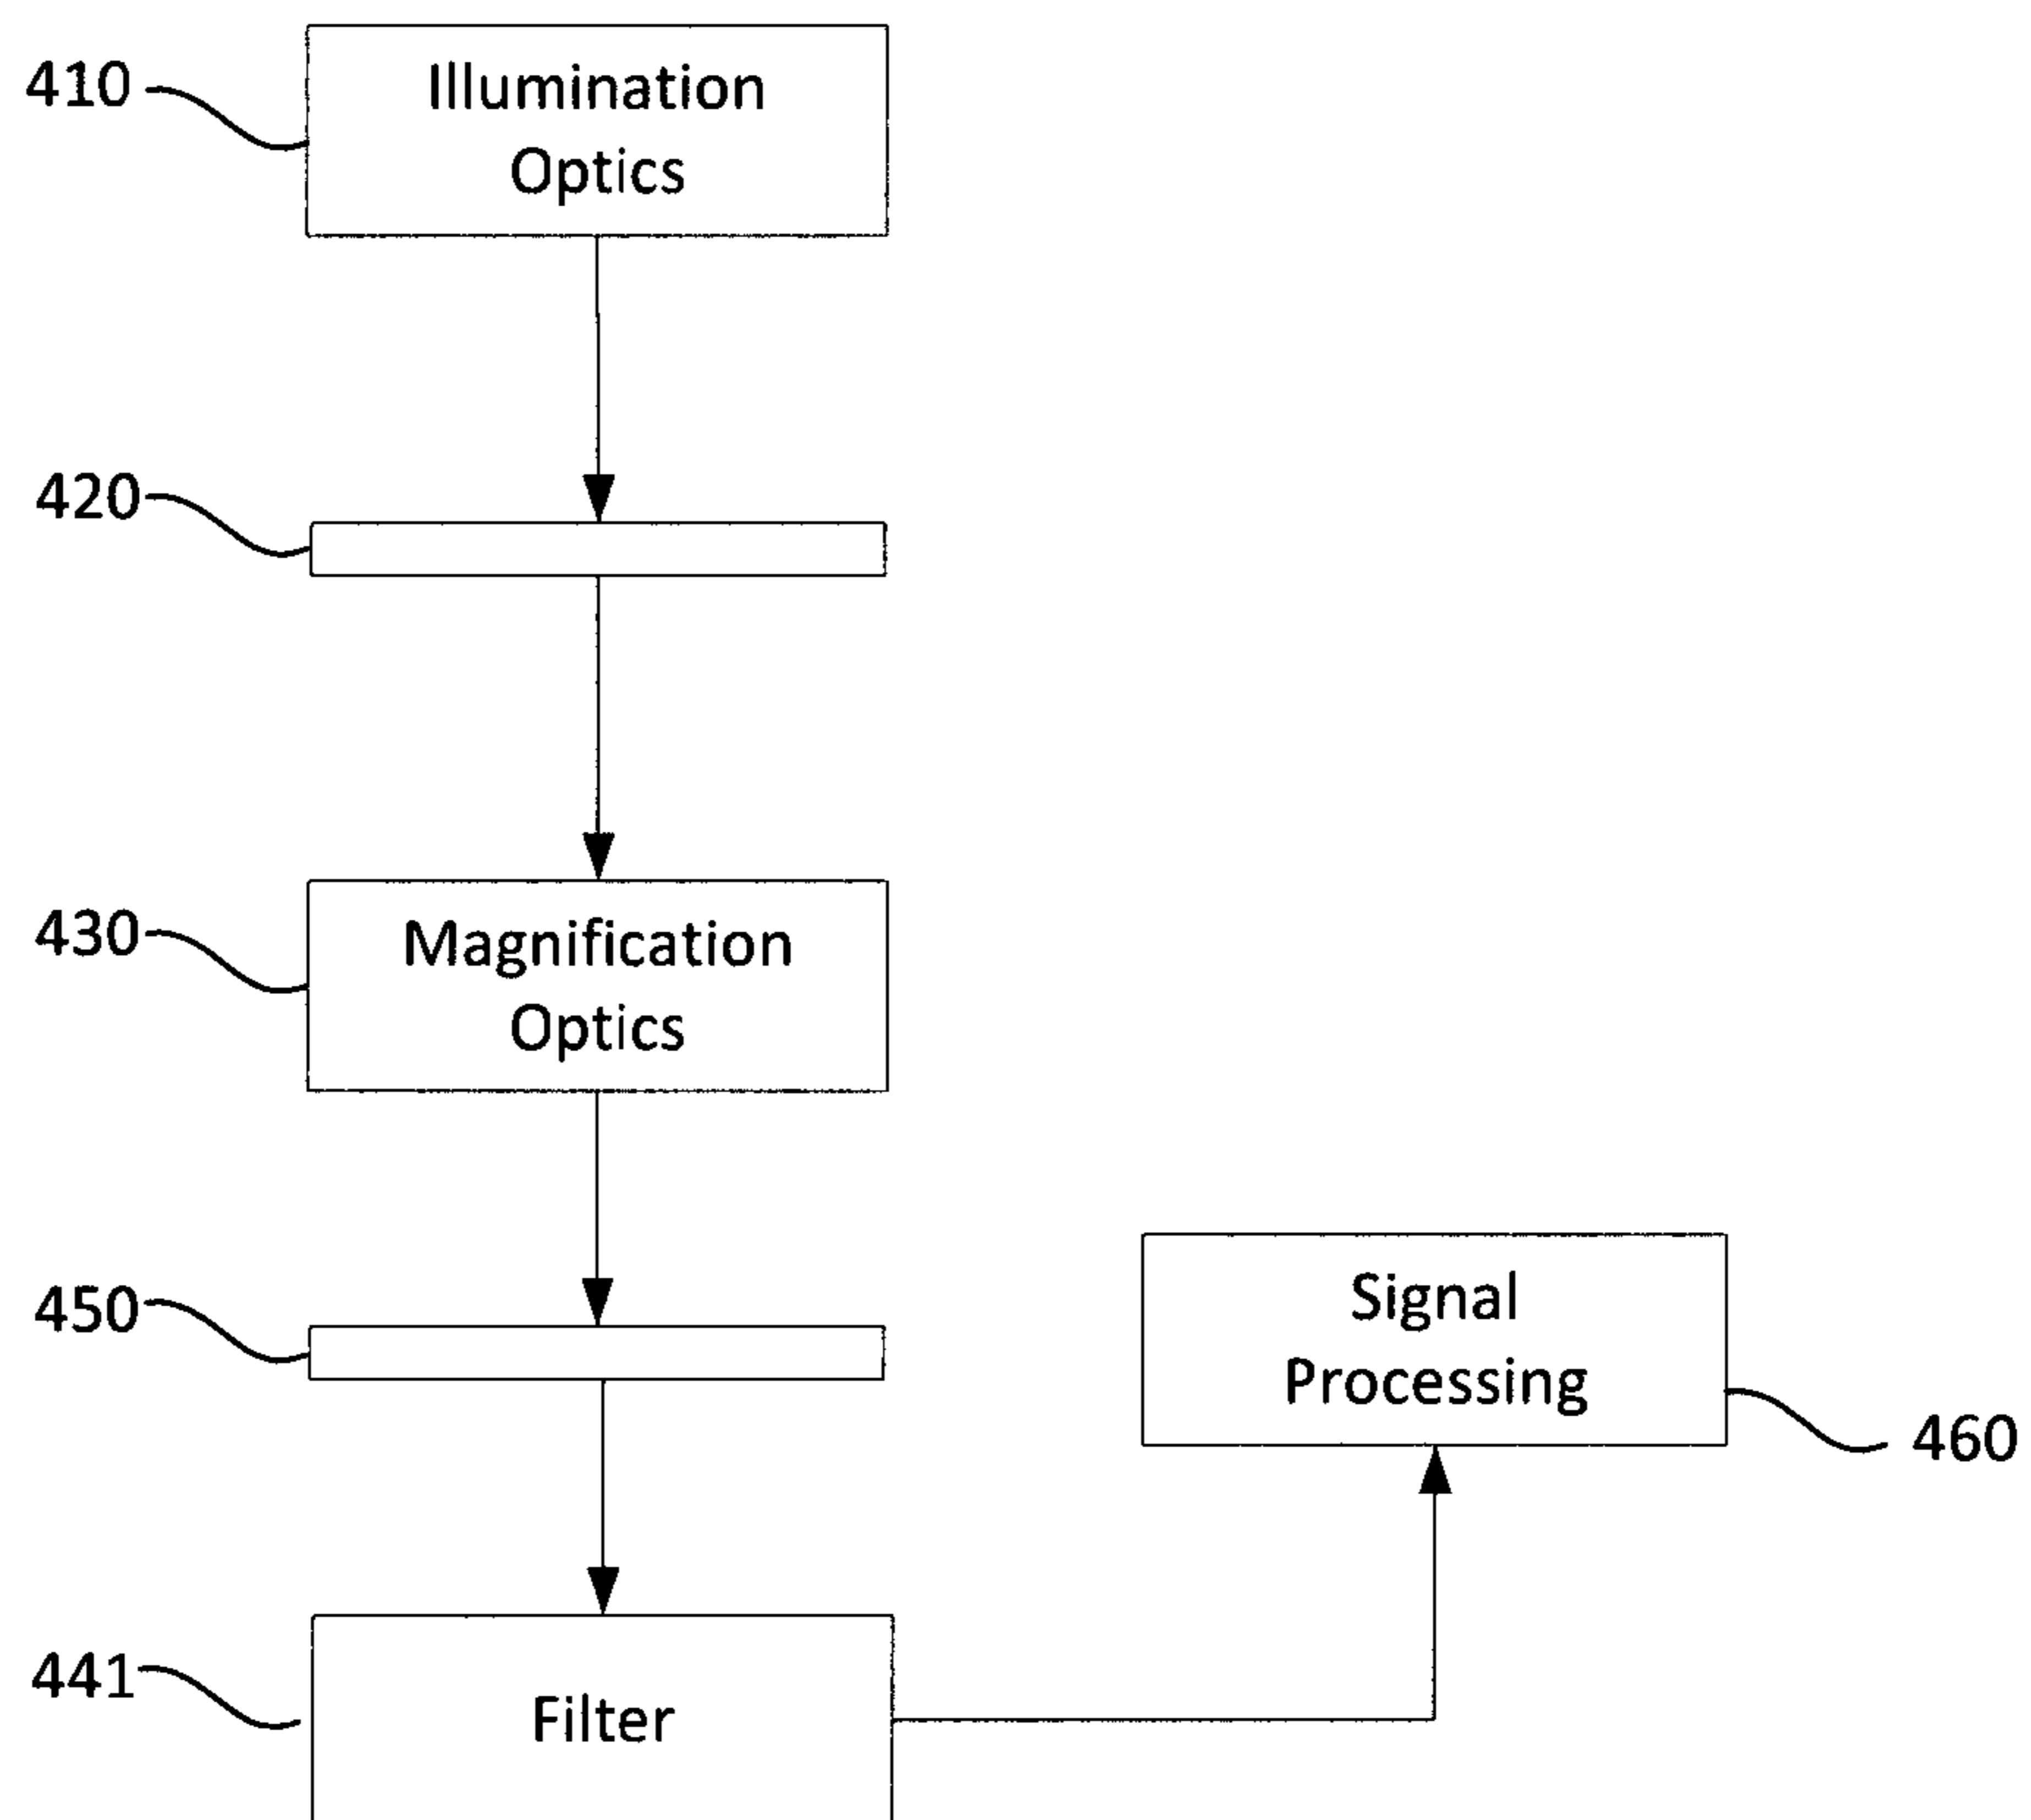 410
Illumination
Optics
420
430
Magnification
Optics
450
Signal
Processing
460
441
Filter